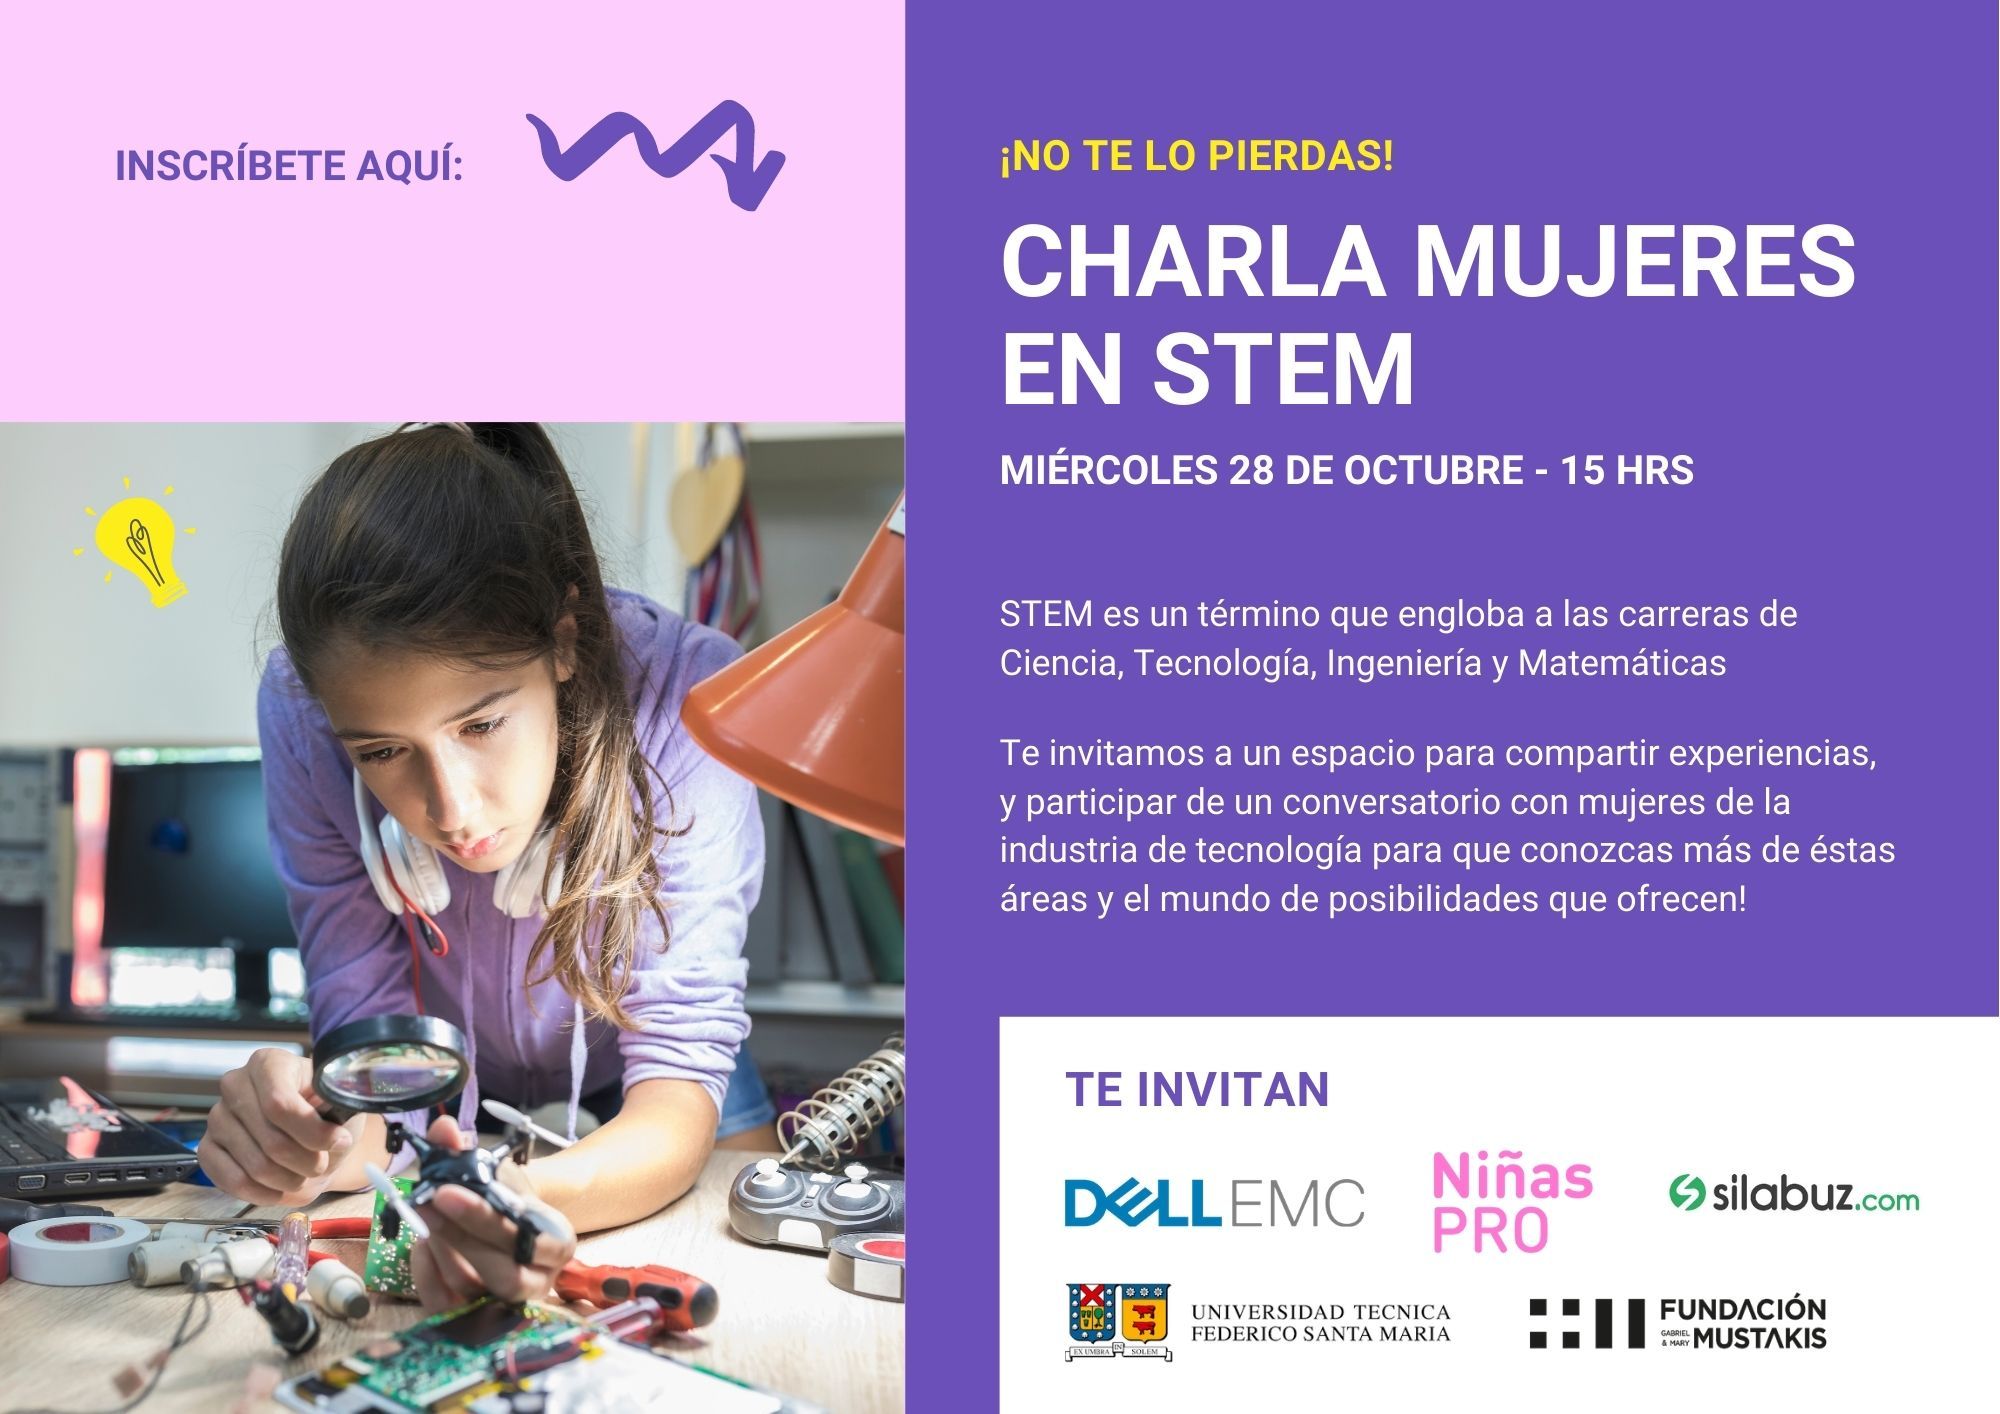 INSCRÍBETE AQUÍ:
¡NO TE LO PIERDAS!
CHARLA MUJERES
EN STEM
MIÉRCOLES 28 DE OCTUBRE - 15 HRS
STEM es un término que engloba a las carreras de
Ciencia, Tecnología, Ingeniería y Matemáticas
Te invitamos a un espacio para compartir experiencias,
y participar de un conversatorio con mujeres de la
industria de tecnología para que conozcas más de éstas
áreas y el mundo de posibilidades que ofrecen!
TE INVITAN
DELL EMC
Niñas
PRO
silabuz.com
EX UMBRA IN SOLEM
UNIVERSIDAD TECNICA
FEDERICO SANTA MARIA
FUNDACIÓN
GABRIEL & MARY MUSTAKIS